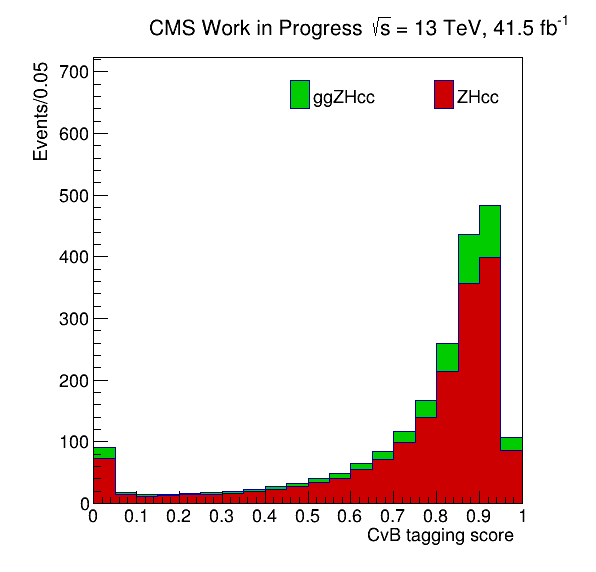 CMS Work in Progress √s = 13 TeV, 41.5 fb⁻¹
Events/0.05
700
600
500
400
300
200
100
0
ggZHcc
ZHcc
0 0.1 0.2 0.3 0.4 0.5 0.6 0.7 0.8 0.9 1
CvB tagging score